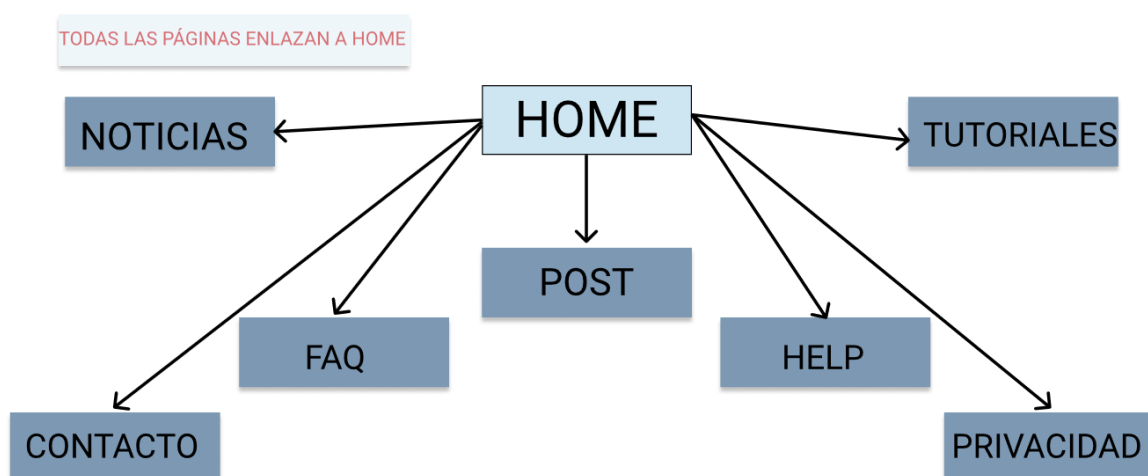 TODAS LAS PÁGINAS ENLAZAN A HOME
HOME
NOTICIAS
TUTORIALES
POST
FAQ
HELP
CONTACTO
PRIVACIDAD